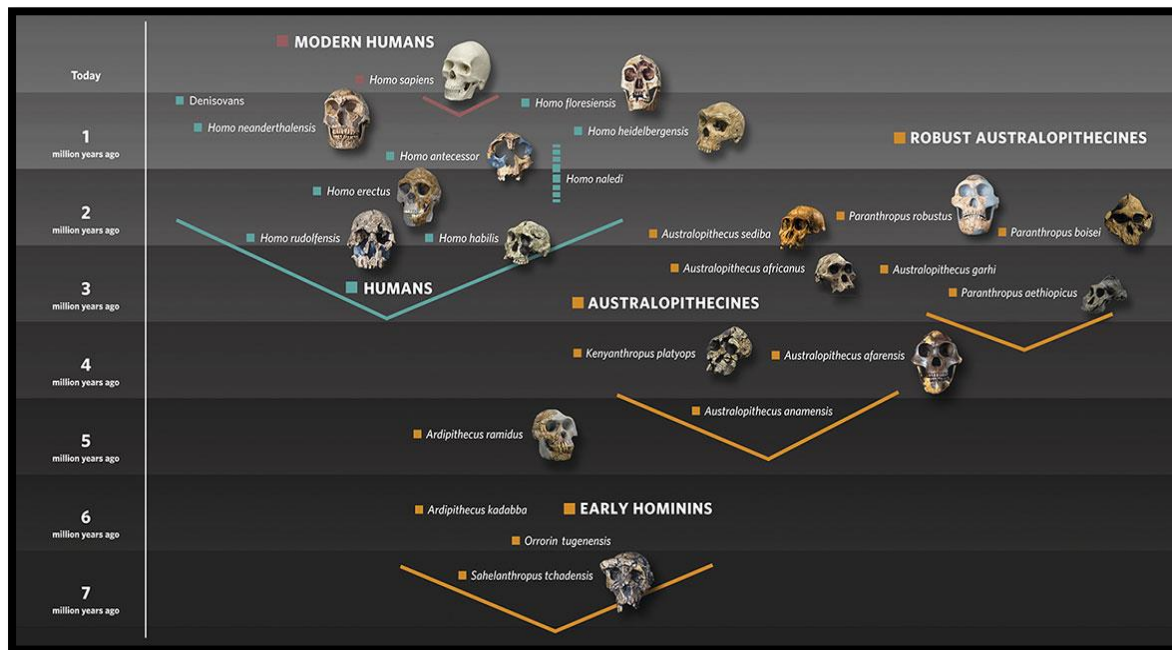 MODERN HUMANS
Today
Homo sapiens
Denisovans
Homo floresiensis
Homo neanderthalensis
Homo heidelbergensis
1
million years ago
ROBUST AUSTRALOPITHECINES
Homo antecessor
Homo naledi
Homo erectus
2
million years ago
Paranthropus robustus
Australopithecus sediba
Paranthropus boisei
Homo rudolfensis
Homo habilis
Australopithecus africanus
Australopithecus garhi
3
million years ago
HUMANS
Paranthropus aethiopicus
AUSTRALOPITHECINES
Kenyanthropus platyops
Australopithecus afarensis
4
million years ago
Australopithecus anamensis
Ardipithecus ramidus
5
million years ago
Ardipithecus kadabba
EARLY HOMININS
6
million years ago
Orrorin tugenensis
Sahelanthropus tchadensis
7
million years ago